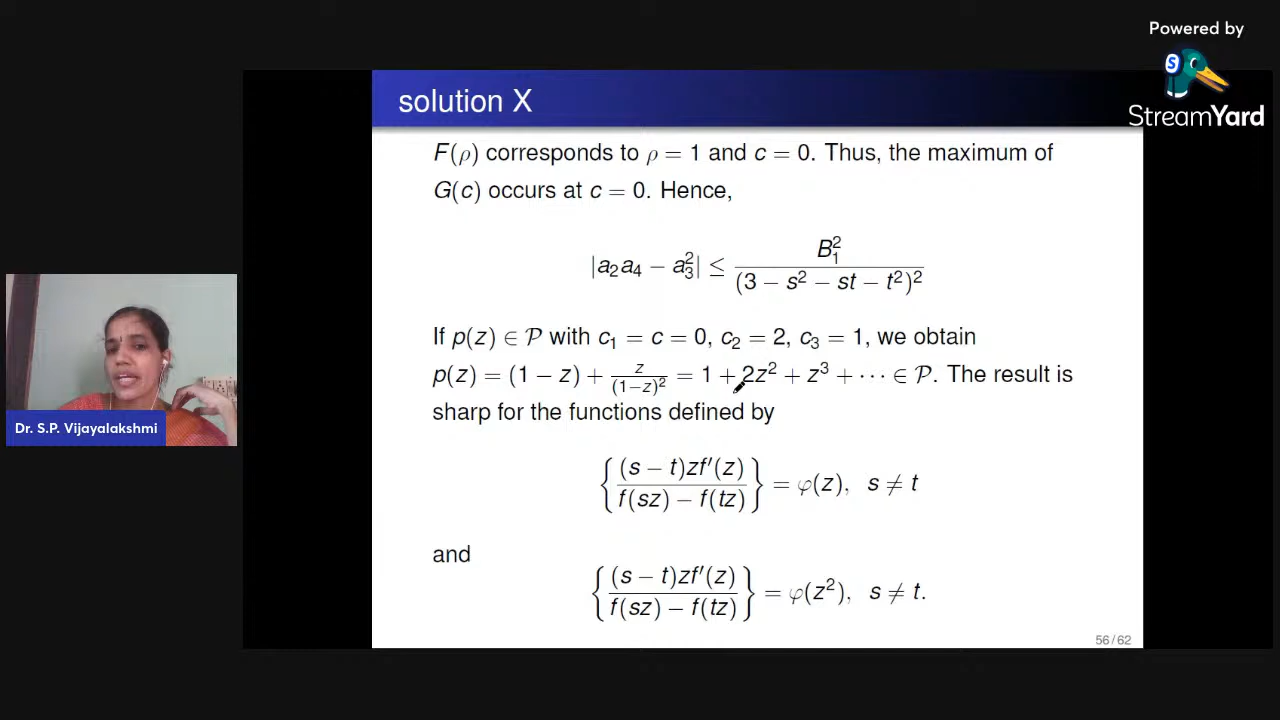 Powered by
StreamYard
solution X
F(ρ) corresponds to ρ = 1 and c = 0. Thus, the maximum of
G(c) occurs at c = 0. Hence,
|a₂a₄ − a₃²| ≤ B₁² / (3 − s² − st − t²)²
If p(z) ∈ 𝒫 with c₁ = c = 0, c₂ = 2, c₃ = 1, we obtain
p(z) = (1 − z) + z/(1−z)² = 1 + 2z² + z³ + ⋯ ∈ 𝒫. The result is
sharp for the functions defined by
{(s − t)zf′(z) / f(sz) − f(tz)} = φ(z), s ≠ t
and
{(s − t)zf′(z) / f(sz) − f(tz)} = φ(z²), s ≠ t.
56 / 62
Dr. S.P. Vijayalakshmi